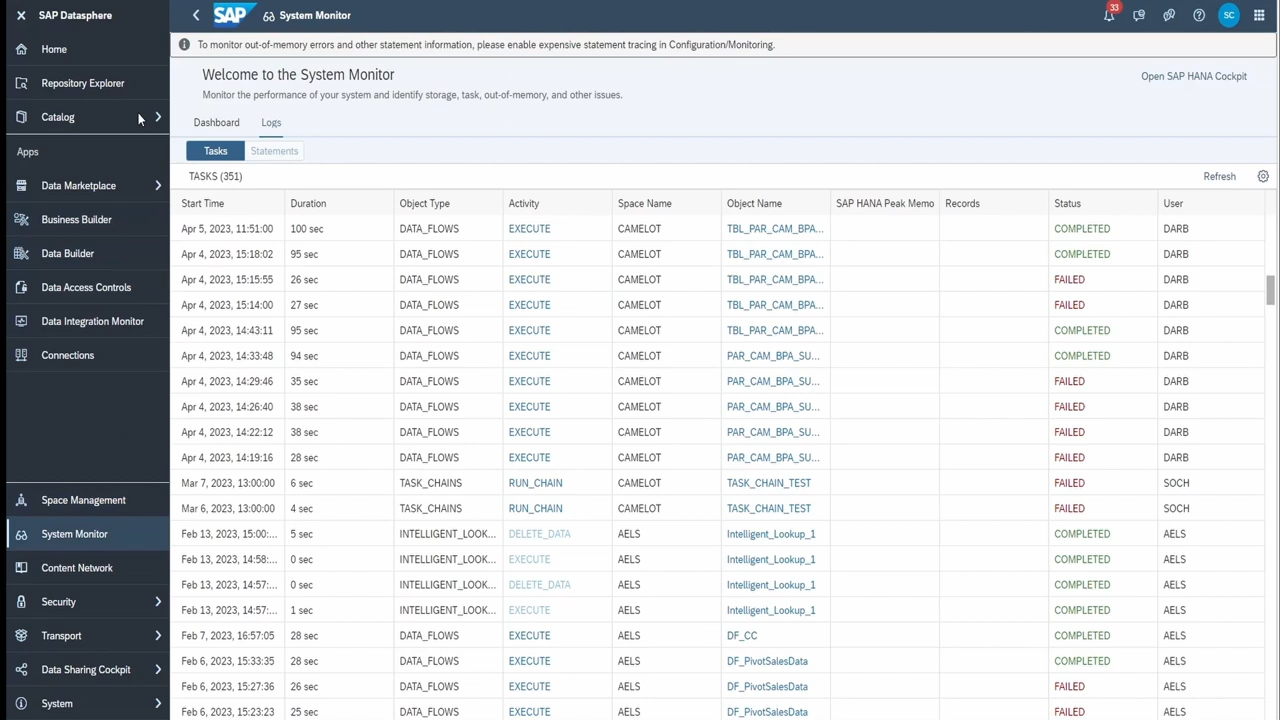 SAP Datasphere
SAP System Monitor
33
SC
To monitor out-of-memory errors and other statement information, please enable expensive statement tracing in Configuration/Monitoring.
Home
Repository Explorer
Catalog
Apps
Data Marketplace
Business Builder
Data Builder
Data Access Controls
Data Integration Monitor
Connections
Space Management
System Monitor
Content Network
Security
Transport
Data Sharing Cockpit
System
Welcome to the System Monitor
Open SAP HANA Cockpit
Monitor the performance of your system and identify storage, task, out-of-memory, and other issues.
Dashboard Logs
Tasks Statements
TASKS (351) Refresh
Start Time Duration Object Type Activity Space Name Object Name SAP HANA Peak Memo Records Status User
Apr 5, 2023, 11:51:00 100 sec DATA_FLOWS EXECUTE CAMELOT TBL_PAR_CAM_BPA... COMPLETED DARB
Apr 4, 2023, 15:18:02 95 sec DATA_FLOWS EXECUTE CAMELOT TBL_PAR_CAM_BPA... COMPLETED DARB
Apr 4, 2023, 15:15:55 26 sec DATA_FLOWS EXECUTE CAMELOT TBL_PAR_CAM_BPA... FAILED DARB
Apr 4, 2023, 15:14:00 27 sec DATA_FLOWS EXECUTE CAMELOT TBL_PAR_CAM_BPA... FAILED DARB
Apr 4, 2023, 14:43:11 95 sec DATA_FLOWS EXECUTE CAMELOT TBL_PAR_CAM_BPA... COMPLETED DARB
Apr 4, 2023, 14:33:48 94 sec DATA_FLOWS EXECUTE CAMELOT PAR_CAM_BPA_SU... COMPLETED DARB
Apr 4, 2023, 14:29:46 35 sec DATA_FLOWS EXECUTE CAMELOT PAR_CAM_BPA_SU... FAILED DARB
Apr 4, 2023, 14:26:40 38 sec DATA_FLOWS EXECUTE CAMELOT PAR_CAM_BPA_SU... FAILED DARB
Apr 4, 2023, 14:22:12 38 sec DATA_FLOWS EXECUTE CAMELOT PAR_CAM_BPA_SU... FAILED DARB
Apr 4, 2023, 14:19:16 28 sec DATA_FLOWS EXECUTE CAMELOT PAR_CAM_BPA_SU... FAILED DARB
Mar 7, 2023, 13:00:00 6 sec TASK_CHAINS RUN_CHAIN CAMELOT TASK_CHAIN_TEST FAILED SOCH
Mar 6, 2023, 13:00:00 4 sec TASK_CHAINS RUN_CHAIN CAMELOT TASK_CHAIN_TEST FAILED SOCH
Feb 13, 2023, 15:00:... 5 sec INTELLIGENT_LOOK... DELETE_DATA AELS Intelligent_Lookup_1 COMPLETED AELS
Feb 13, 2023, 14:58:... 0 sec INTELLIGENT_LOOK... EXECUTE AELS Intelligent_Lookup_1 COMPLETED AELS
Feb 13, 2023, 14:57:... 0 sec INTELLIGENT_LOOK... DELETE_DATA AELS Intelligent_Lookup_1 COMPLETED AELS
Feb 13, 2023, 14:57:... 1 sec INTELLIGENT_LOOK... EXECUTE AELS Intelligent_Lookup_1 COMPLETED AELS
Feb 7, 2023, 16:57:05 28 sec DATA_FLOWS EXECUTE AELS DF_CC COMPLETED AELS
Feb 6, 2023, 15:33:35 28 sec DATA_FLOWS EXECUTE AELS DF_PivotSalesData COMPLETED AELS
Feb 6, 2023, 15:27:36 26 sec DATA_FLOWS EXECUTE AELS DF_PivotSalesData FAILED AELS
Feb 6, 2023, 15:23:23 25 sec DATA_FLOWS EXECUTE AELS DF_PivotSalesData FAILED AELS